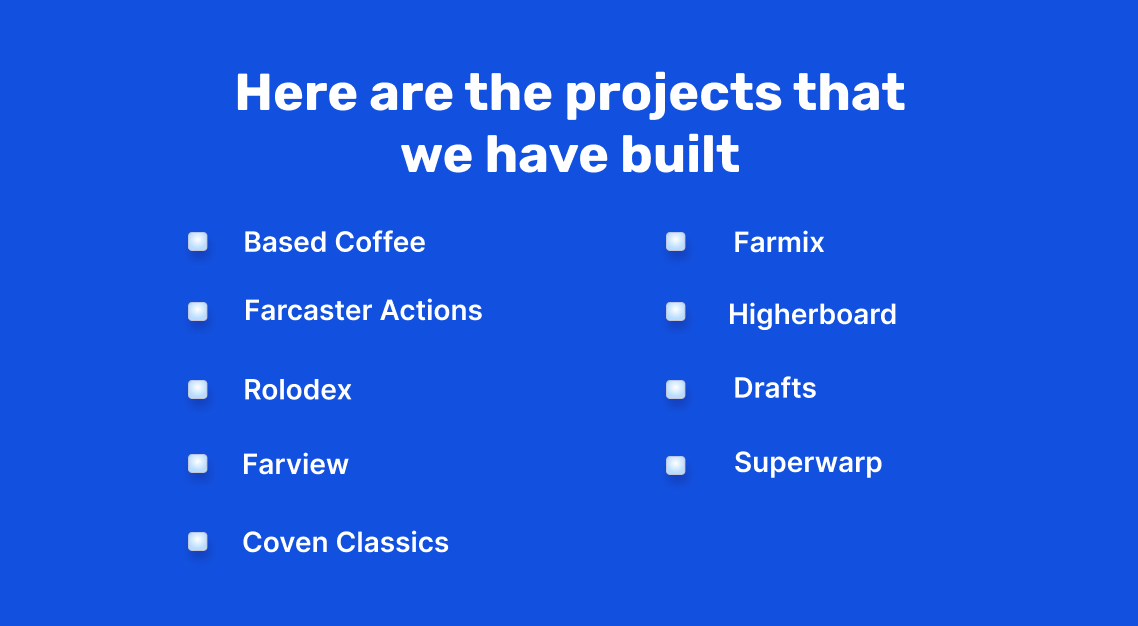 Here are the projects that
we have built
Based Coffee
Farcaster Actions
Rolodex
Farview
Coven Classics
Farmix
Higherboard
Drafts
Superwarp